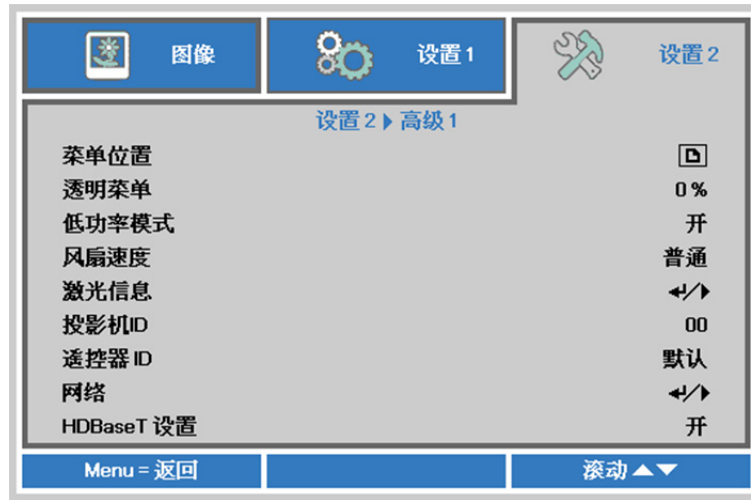 图像 设置 1 设置 2
设置 2 高级 1
菜单位置
透明菜单 0 %
低功率模式 开
风扇速度 普通
激光信息
投影机ID 00
遥控器 ID 默认
网络
HDBaseT 设置 开
Menu = 返回 滚动